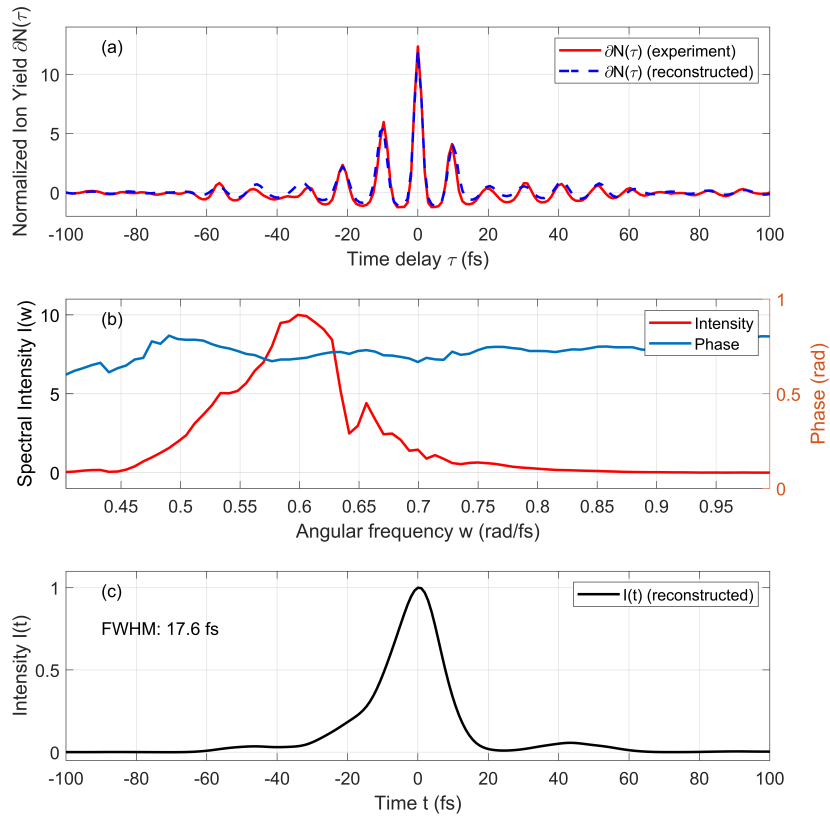 (a)
∂N(τ) (experiment)
∂N(τ) (reconstructed)
Normalized Ion Yield ∂N(τ)
10
5
0
-100 -80 -60 -40 -20 0 20 40 60 80 100
Time delay τ (fs)
(b)
Intensity
Phase
Spectral Intensity I(w)
10
5
0
1
0.5
0
Phase (rad)
0.45 0.5 0.55 0.6 0.65 0.7 0.75 0.8 0.85 0.9 0.95
Angular frequency w (rad/fs)
(c)
I(t) (reconstructed)
FWHM: 17.6 fs
Intensity I(t)
1
0.5
0
-100 -80 -60 -40 -20 0 20 40 60 80 100
Time t (fs)